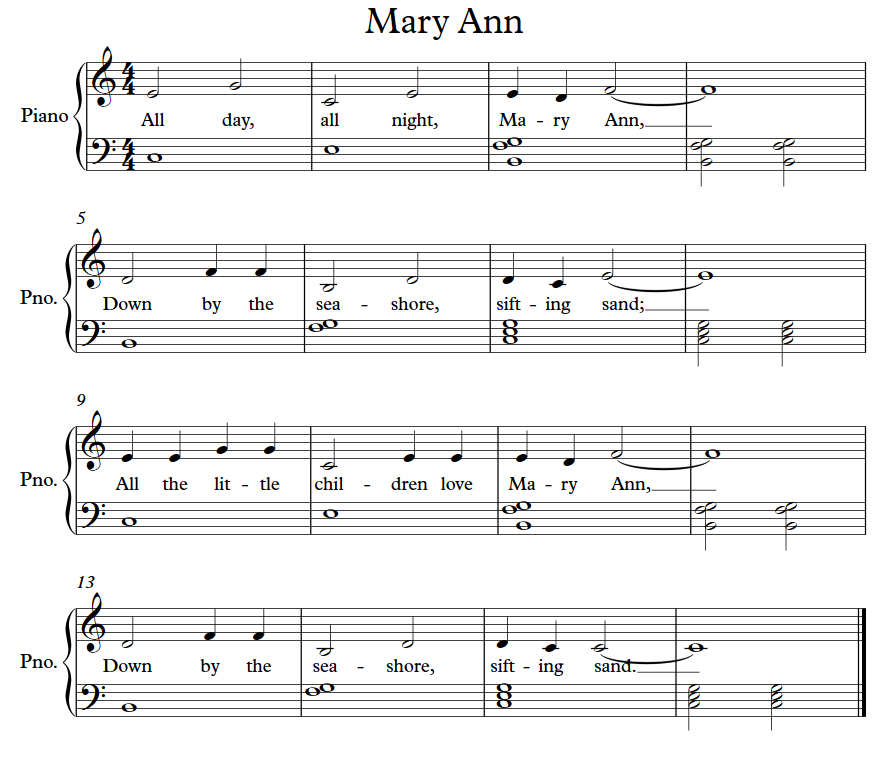 Mary Ann
4 4
Piano
All day, all night, Ma - ry Ann,
4 4
5
Pno.
Down by the sea - shore, sift - ing sand;
9
Pno.
All the lit - tle chil - dren love Ma - ry Ann,
13
Pno.
Down by the sea - shore, sift - ing sand.